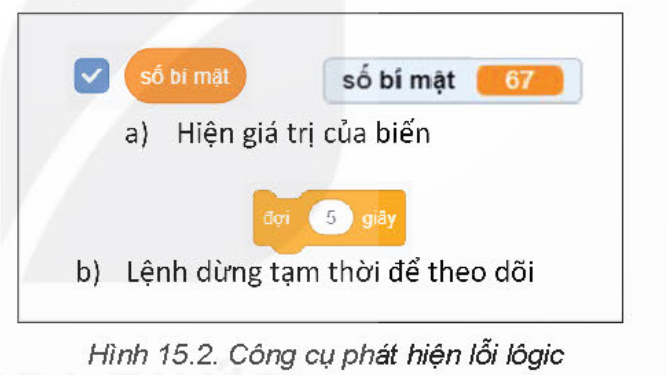 số bí mật
số bí mật 67
a) Hiện giá trị của biến
đợi 5 giây
b) Lệnh dừng tạm thời để theo dõi
Hình 15.2. Công cụ phát hiện lỗi lôgic